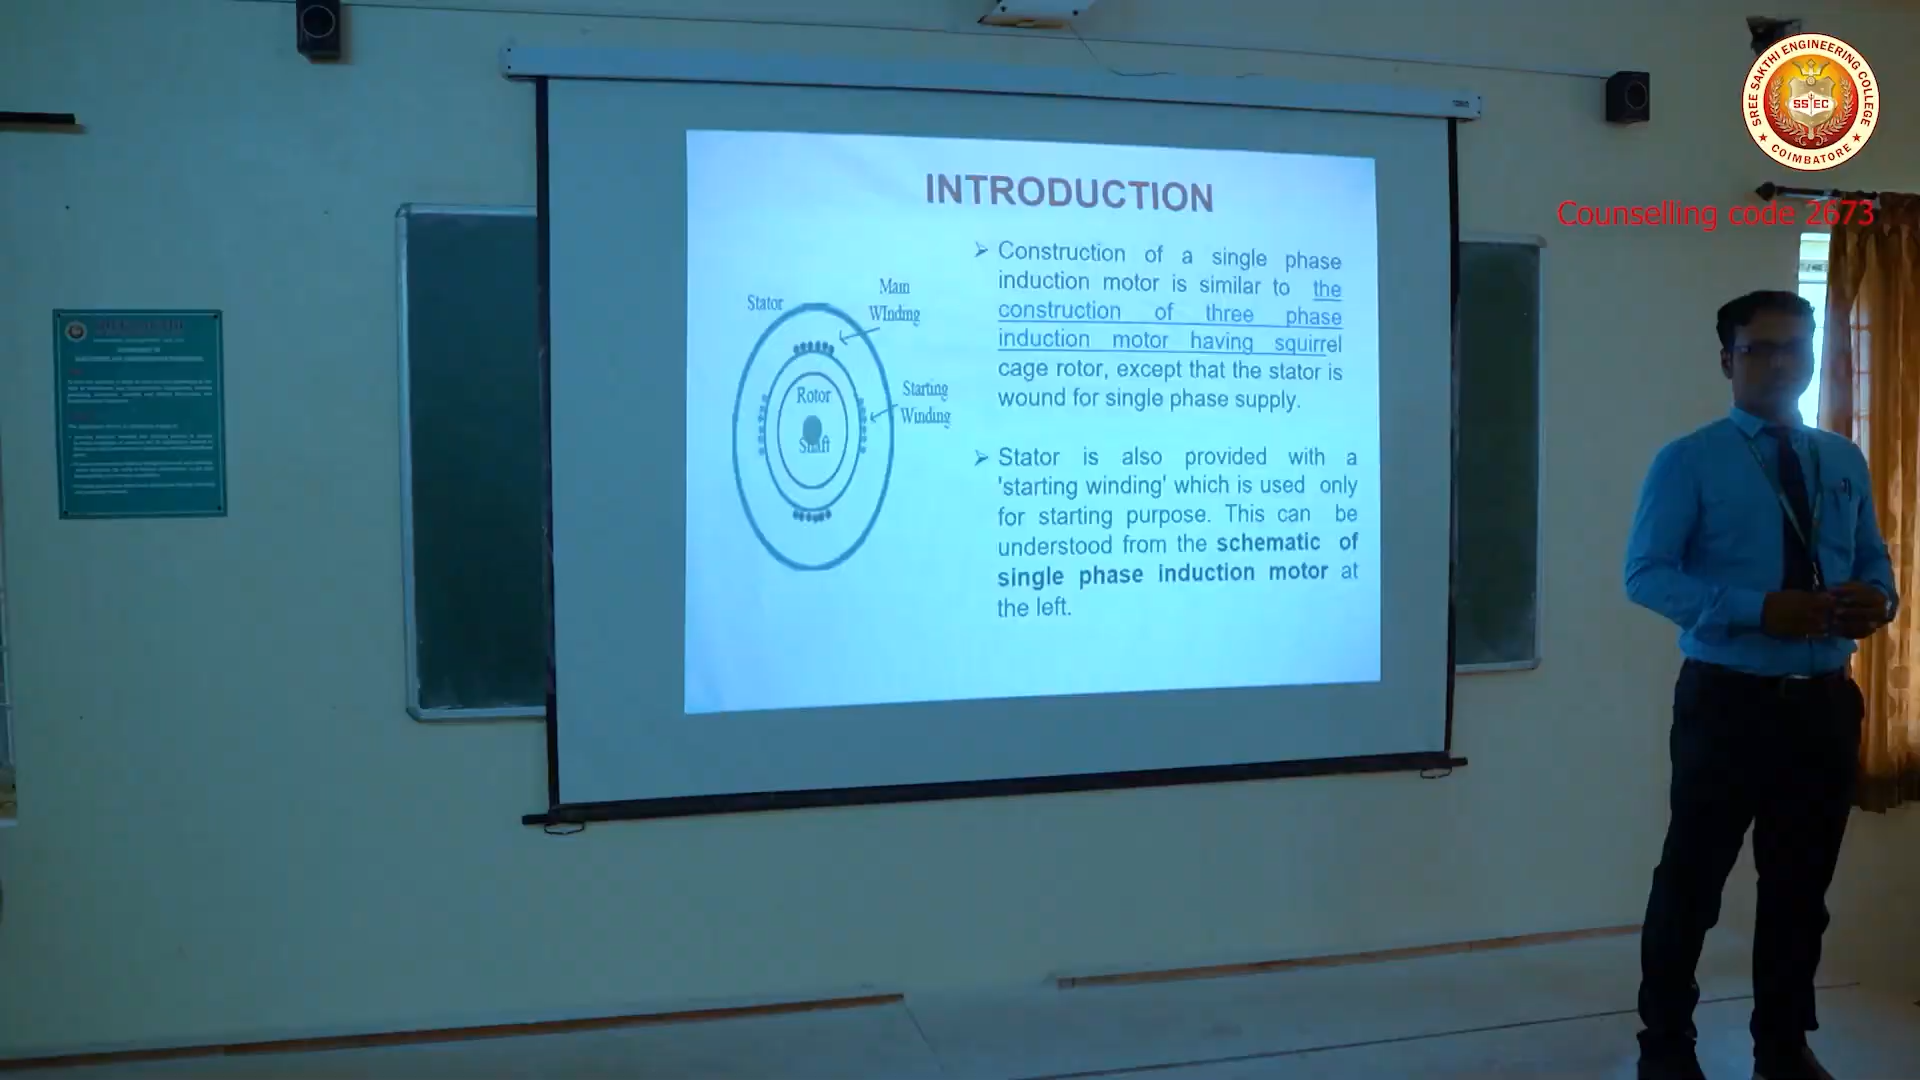 SREE SAKTHI ENGINEERING COLLEGE
SS EC
★ COIMBATORE ★
Counselling code 2673
INTRODUCTION
Stator
Main
WInding
Rotor
Shaft
Starting
Winding
➢ Construction of a single phase
induction motor is similar to the
construction of three phase
induction motor having squirrel
cage rotor, except that the stator is
wound for single phase supply.
➢ Stator is also provided with a
'starting winding' which is used only
for starting purpose. This can be
understood from the schematic of
single phase induction motor at
the left.